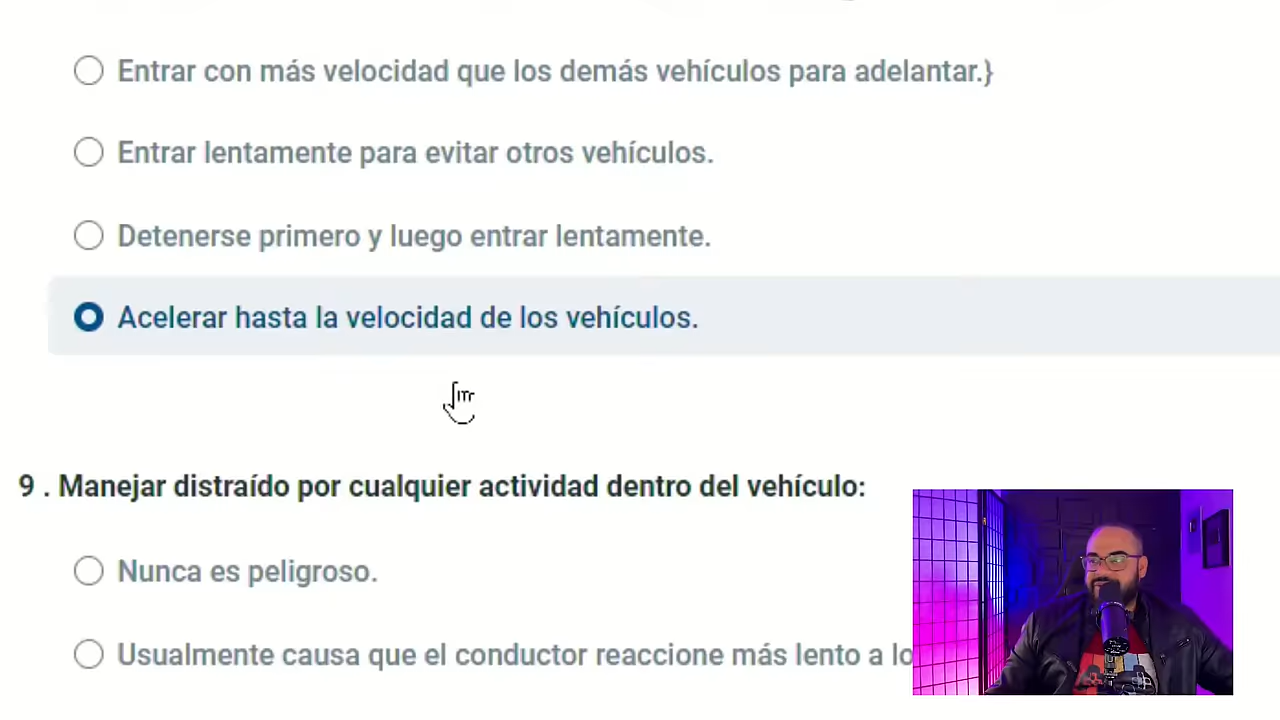 Entrar con más velocidad que los demás vehículos para adelantar.}
Entrar lentamente para evitar otros vehículos.
Detenerse primero y luego entrar lentamente.
Acelerar hasta la velocidad de los vehículos.
9 . Manejar distraído por cualquier actividad dentro del vehículo:
Nunca es peligroso.
Usualmente causa que el conductor reaccione más lento a lo